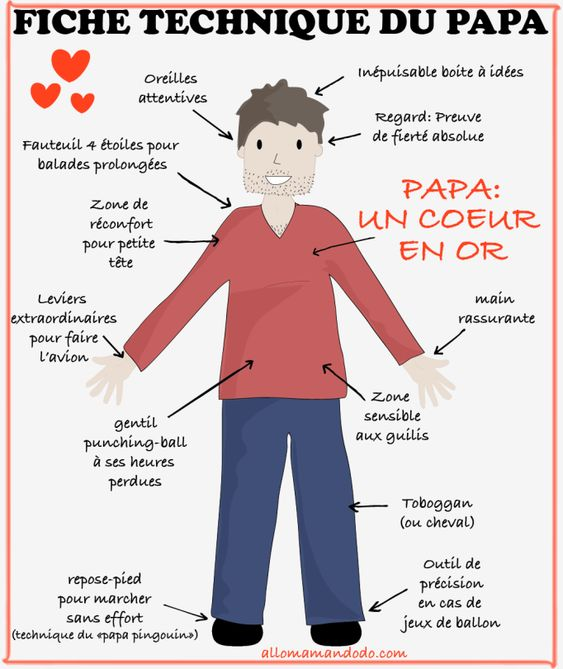 FICHE TECHNIQUE DU PAPA
Oreilles
attentives
Inépuisable boite à idées
Regard: Preuve
de fierté absolue
Fauteuil 4 étoiles pour
balades prolongées
PAPA:
UN COEUR
EN OR
Zone de
réconfort
pour petite
tête
Leviers
extraordinaires
pour faire
l'avion
main
rassurante
gentil
punching-ball
à ses heures
perdues
Zone
sensible
aux guilis
Toboggan
(ou cheval)
repose-pied
pour marcher
sans effort
(technique du «papa pingouin»)
Outil de
précision
en cas de
jeux de ballon
allomamandodo.com